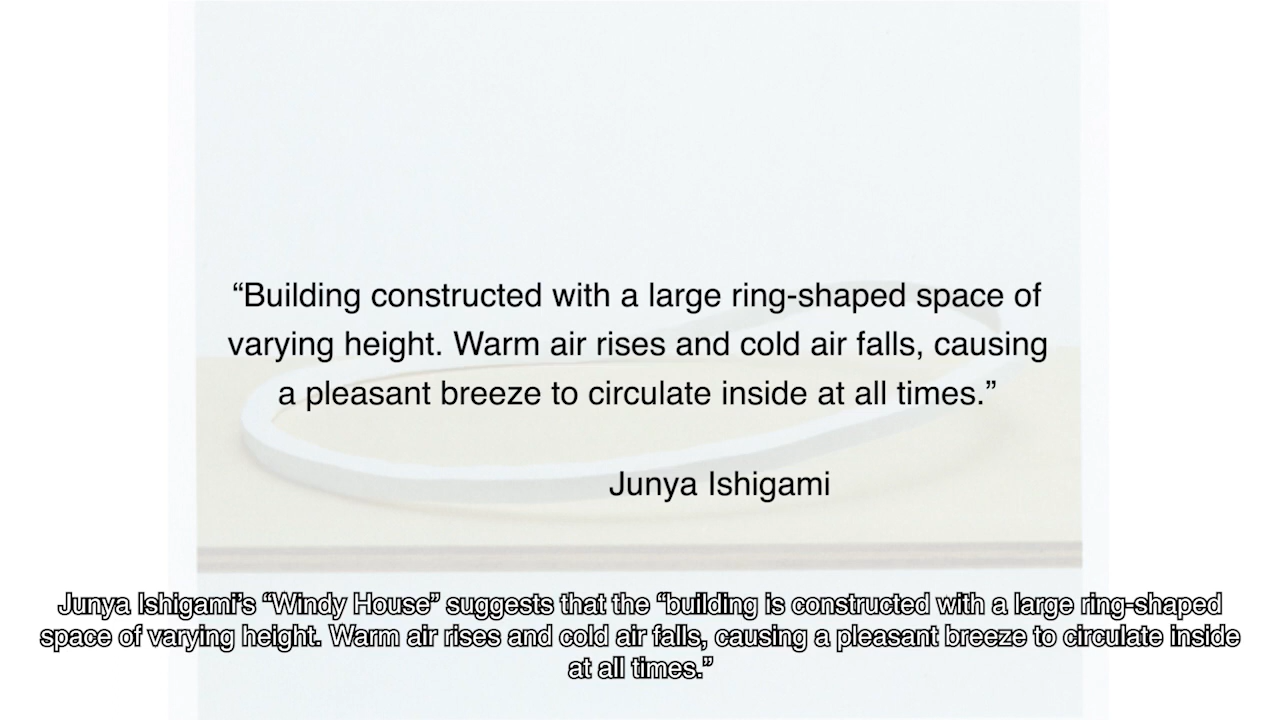 “Building constructed with a large ring-shaped space of
varying height. Warm air rises and cold air falls, causing
a pleasant breeze to circulate inside at all times.”
Junya Ishigami
Junya Ishigami’s “Windy House” suggests that the “building is constructed with a large ring-shaped
space of varying height. Warm air rises and cold air falls, causing a pleasant breeze to circulate inside
at all times.”